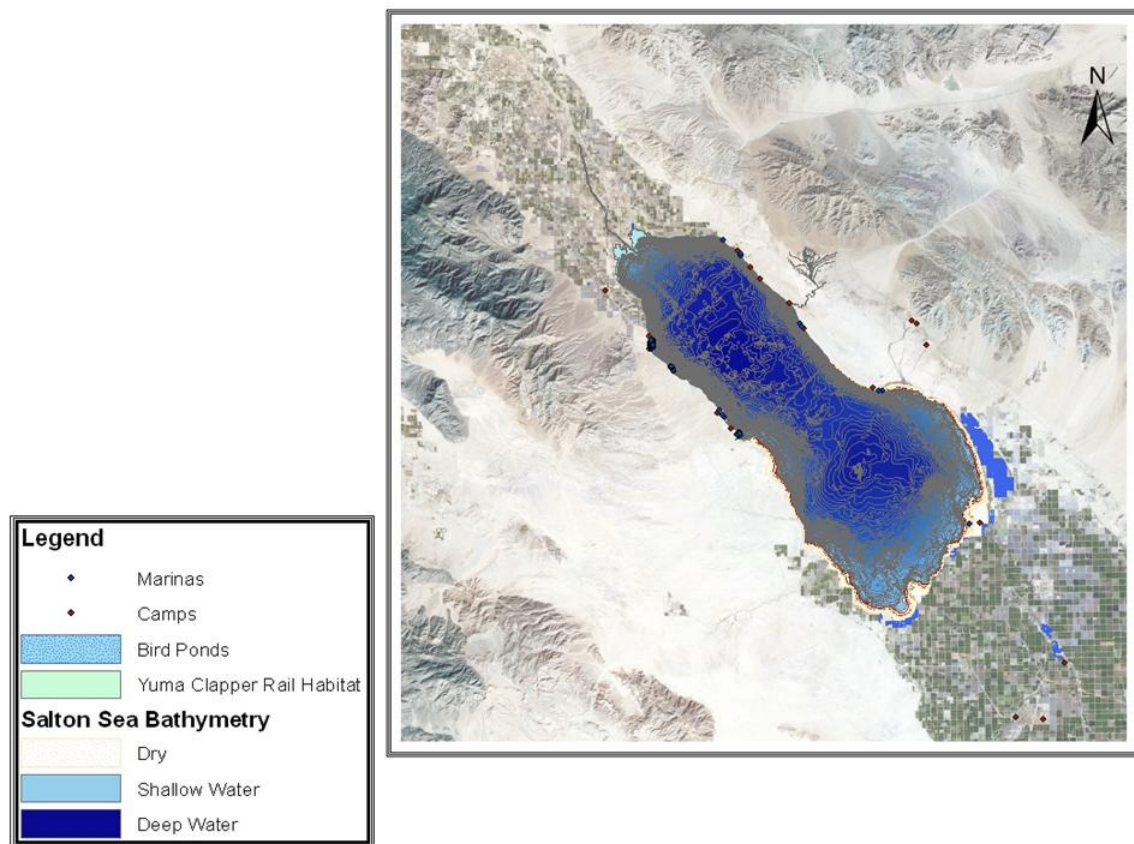 N
Legend
Marinas
Camps
Bird Ponds
Yuma Clapper Rail Habitat
Salton Sea Bathymetry
Dry
Shallow Water
Deep Water